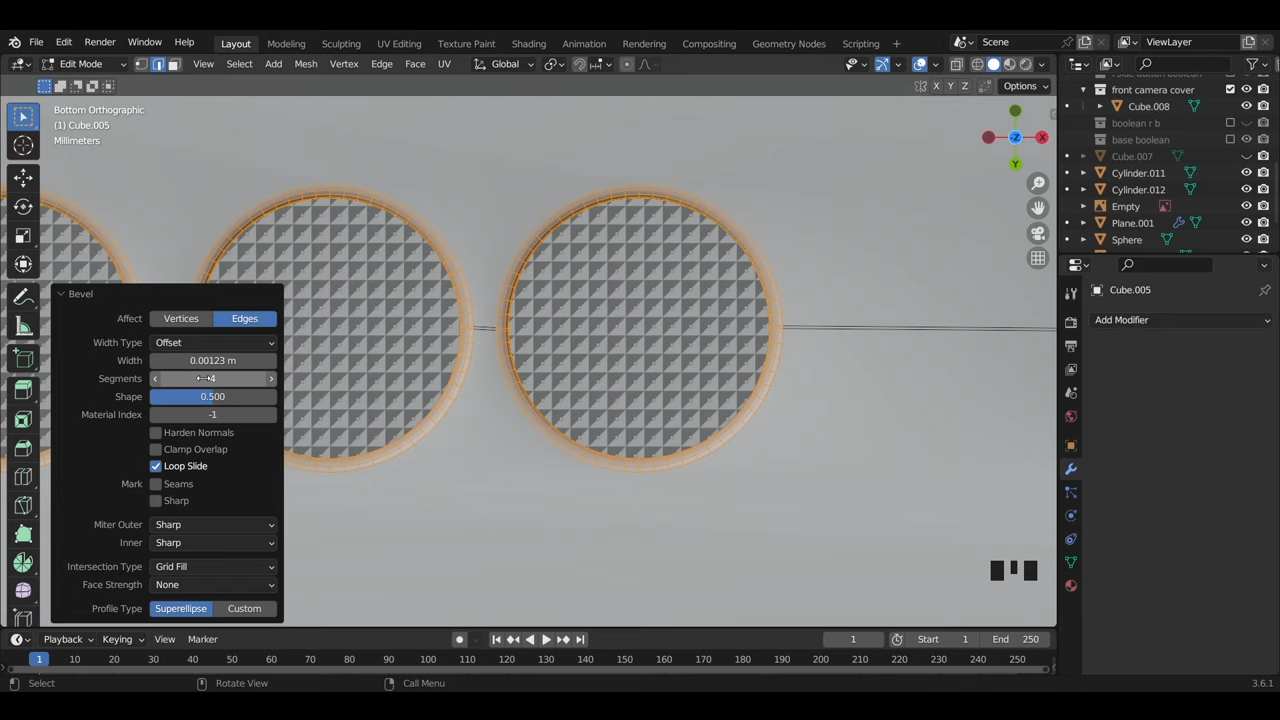 File Edit Render Window Help Layout Modeling Sculpting UV Editing Texture Paint Shading Animation Rendering Compositing Geometry Nodes Scripting + Scene ViewLayer
Edit Mode View Select Add Mesh Vertex Edge Face UV Global
X Y Z Options
Bottom Orthographic
(1) Cube.005
Millimeters
-Z X Y
front camera cover
Cube.008
boolean r b
base boolean
Cube.007
Cylinder.011
Cylinder.012
Empty
Plane.001
Sphere
Cube.005
Add Modifier
Bevel
Affect Vertices Edges
Width Type Offset
Width 0.00123 m
Segments 4
Shape 0.500
Material Index -1
Harden Normals
Clamp Overlap
Loop Slide
Mark Seams
Sharp
Miter Outer Sharp
Inner Sharp
Intersection Type Grid Fill
Face Strength None
Profile Type Superellipse Custom
Playback Keying View Marker 1 Start 1 End 250
1 10 20 30 40 50 60 70 80 90 100 110 120 130 140 150 160 170 180 190 200 210 220 230 240 250
Select Rotate View Call Menu 3.6.1